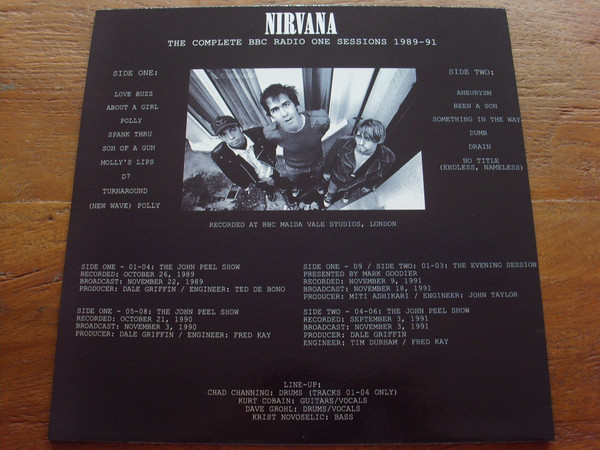 NIRVANA
THE COMPLETE BBC RADIO ONE SESSIONS 1989-91
SIDE ONE:
LOVE BUZZ
ABOUT A GIRL
POLLY
SPANK THRU
SON OF A GUN
MOLLY'S LIPS
D7
TURNAROUND
(NEW WAVE) POLLY
SIDE TWO:
ANEURYSM
BEEN A SON
SOMETHING IN THE WAY
DUMB
DRAIN
NO TITLE
(ENDLESS, NAMELESS)
RECORDED AT BBC MAIDA VALE STUDIOS, LONDON
SIDE ONE - 01-04: THE JOHN PEEL SHOW
RECORDED: OCTOBER 26, 1989
BROADCAST: NOVEMBER 22, 1989
PRODUCER: DALE GRIFFIN / ENGINEER: TED DE BONO
SIDE ONE - 05-08: THE JOHN PEEL SHOW
RECORDED: OCTOBER 21, 1990
BROADCAST: NOVEMBER 3, 1990
PRODUCER: DALE GRIFFIN / ENGINEER: FRED KAY
SIDE ONE - 09 / SIDE TWO: 01-03: THE EVENING SESSION
PRESENTED BY MARK GOODIER
RECORDED: NOVEMBER 9, 1991
BROADCAST: NOVEMBER 18, 1991
PRODUCER: MITI ADHIKARI / ENGINEER: JOHN TAYLOR
SIDE TWO - 04-06: THE JOHN PEEL SHOW
RECORDED: SEPTEMBER 3, 1991
BROADCAST: NOVEMBER 3, 1991
PRODUCER: DALE GRIFFIN
ENGINEER: TIM DURHAM / FRED KAY
LINE-UP:
CHAD CHANNING: DRUMS (TRACKS 01-04 ONLY)
KURT COBAIN: GUITARS/VOCALS
DAVE GROHL: DRUMS/VOCALS
KRIST NOVOSELIC: BASS